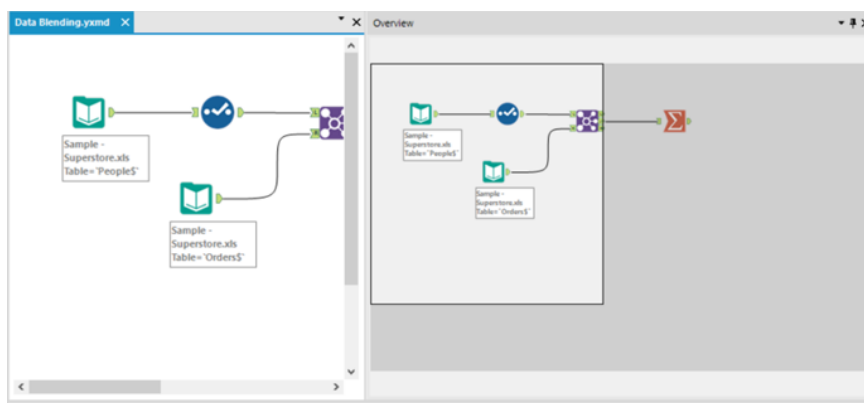 Data Blending.yxmd
Overview
Sample -
Superstore.xls
Table=`People$`
Sample -
Superstore.xls
Table=`Orders$`
L
R
Sample -
Superstore.xls
Table=`People$`
Sample -
Superstore.xls
Table=`Orders$`